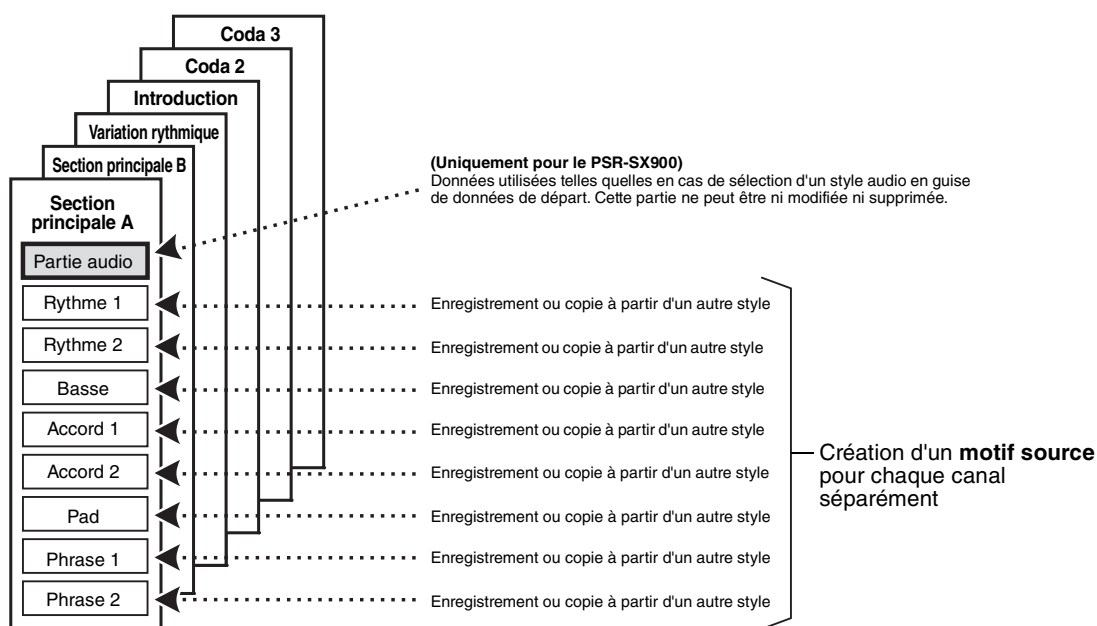 Coda 3
Coda 2
Introduction
Variation rythmique
Section principale B
Section
principale A
Partie audio
(Uniquement pour le PSR-SX900)
Données utilisées telles quelles en cas de sélection d'un style audio en guise
de données de départ. Cette partie ne peut être ni modifiée ni supprimée.
Rythme 1
Enregistrement ou copie à partir d'un autre style
Rythme 2
Enregistrement ou copie à partir d'un autre style
Basse
Enregistrement ou copie à partir d'un autre style
Accord 1
Enregistrement ou copie à partir d'un autre style
Accord 2
Enregistrement ou copie à partir d'un autre style
Pad
Enregistrement ou copie à partir d'un autre style
Phrase 1
Enregistrement ou copie à partir d'un autre style
Phrase 2
Enregistrement ou copie à partir d'un autre style
Création d'un motif source
pour chaque canal
séparément